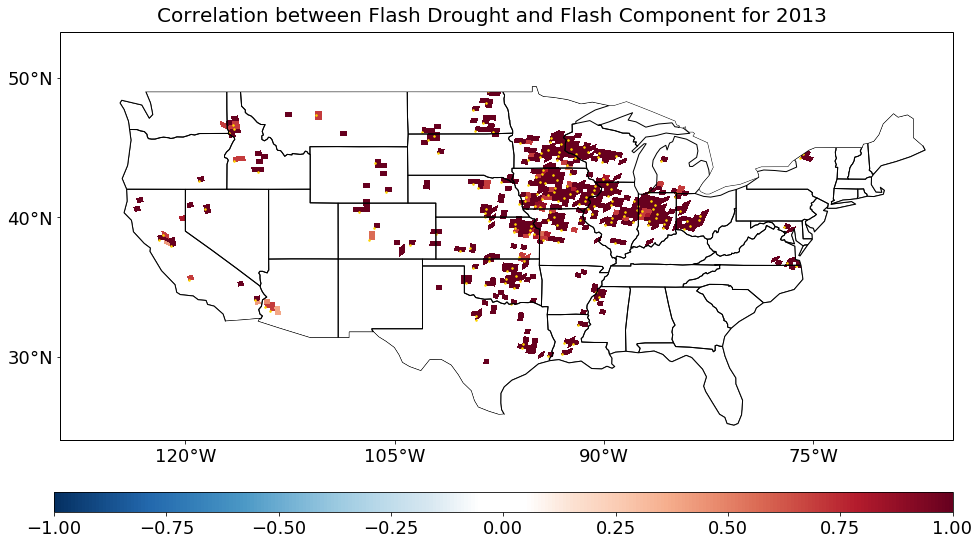 Correlation between Flash Drought and Flash Component for 2013
50°N
40°N
30°N
120°W 105°W 90°W 75°W
−1.00 −0.75 −0.50 −0.25 0.00 0.25 0.50 0.75 1.00